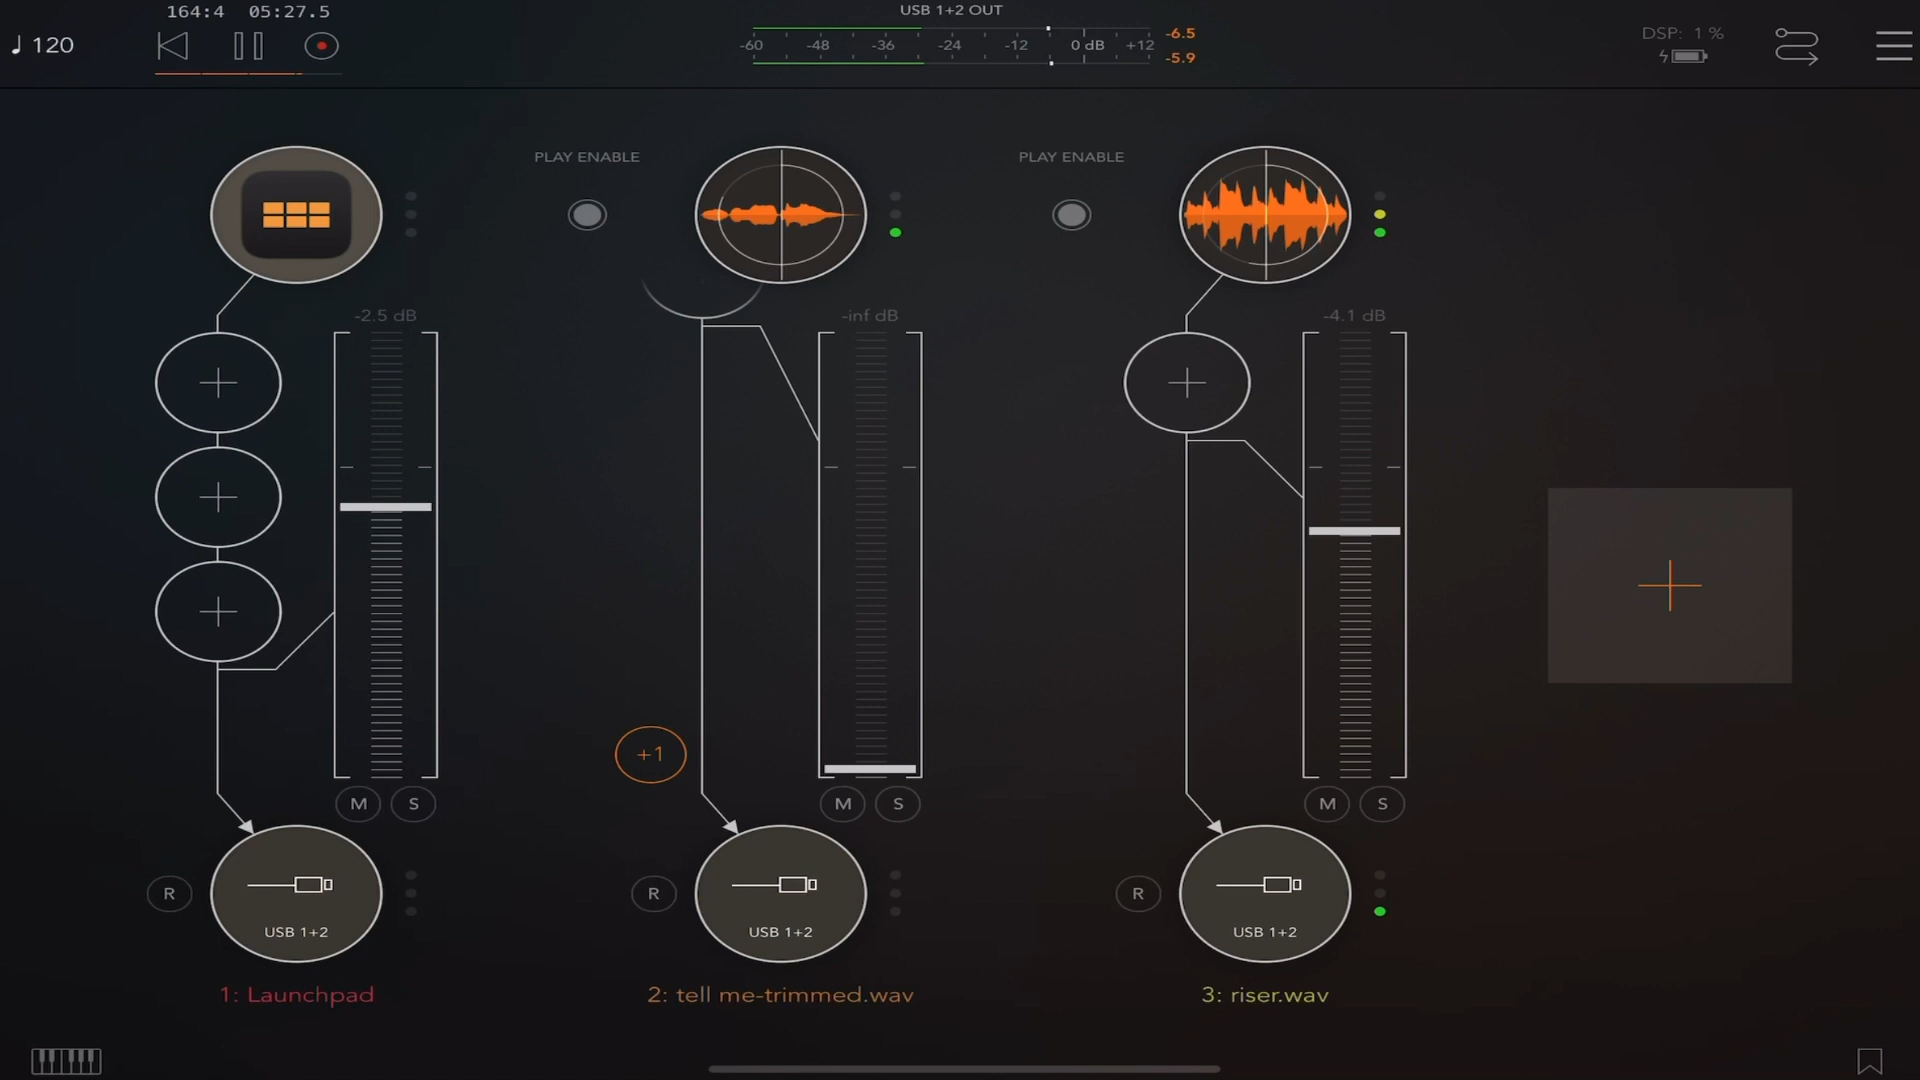 164:4 05:27.5
USB 1+2 OUT
♩ 120
-60 -48 -36 -24 -12 0 dB +12
-6.5
-5.9
DSP: 1 %
PLAY ENABLE
PLAY ENABLE
-2.5 dB
-inf dB
-4.1 dB
+1
M S
M S
M S
R
R
R
USB 1+2
USB 1+2
USB 1+2
1: Launchpad
2: tell me-trimmed.wav
3: riser.wav